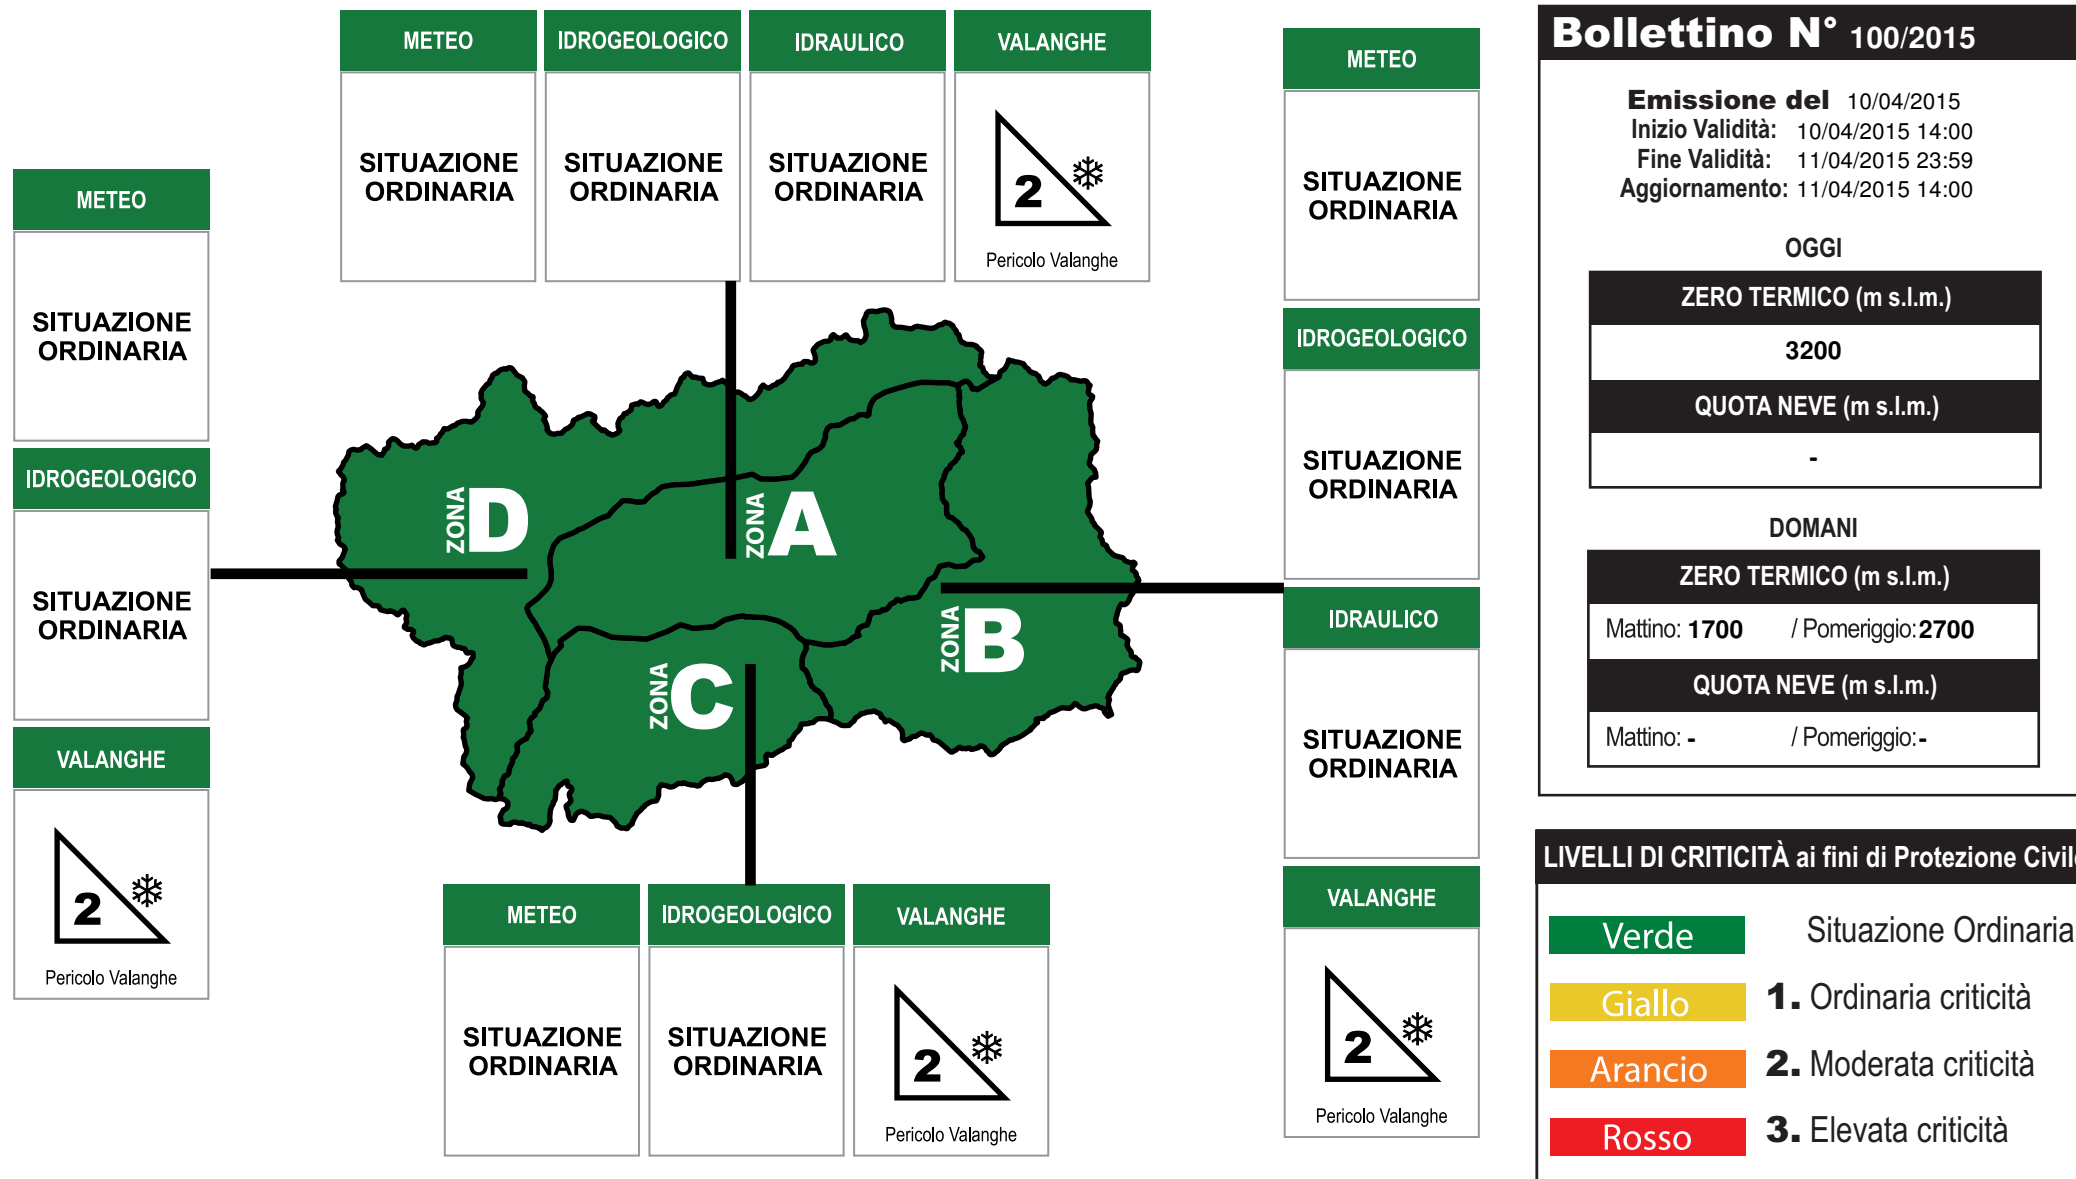 METEO
IDROGEOLOGICO
IDRAULICO
VALANGHE
SITUAZIONE
ORDINARIA
SITUAZIONE
ORDINARIA
SITUAZIONE
ORDINARIA
2
Pericolo Valanghe
METEO
SITUAZIONE
ORDINARIA
IDROGEOLOGICO
SITUAZIONE
ORDINARIA
VALANGHE
2
Pericolo Valanghe
ZONA D
ZONA A
ZONA B
ZONA C
METEO
IDROGEOLOGICO
VALANGHE
SITUAZIONE
ORDINARIA
SITUAZIONE
ORDINARIA
2
Pericolo Valanghe
METEO
SITUAZIONE
ORDINARIA
IDROGEOLOGICO
SITUAZIONE
ORDINARIA
IDRAULICO
SITUAZIONE
ORDINARIA
VALANGHE
2
Pericolo Valanghe
Bollettino N° 100/2015
Emissione del 10/04/2015
Inizio Validità: 10/04/2015 14:00
Fine Validità: 11/04/2015 23:59
Aggiornamento: 11/04/2015 14:00
OGGI
ZERO TERMICO (m s.l.m.)
3200
QUOTA NEVE (m s.l.m.)
-
DOMANI
ZERO TERMICO (m s.l.m.)
Mattino: 1700 / Pomeriggio: 2700
QUOTA NEVE (m s.l.m.)
Mattino: - / Pomeriggio: -
LIVELLI DI CRITICITÀ ai fini di Protezione Civile
Verde Situazione Ordinaria
Giallo 1. Ordinaria criticità
Arancio 2. Moderata criticità
Rosso 3. Elevata criticità